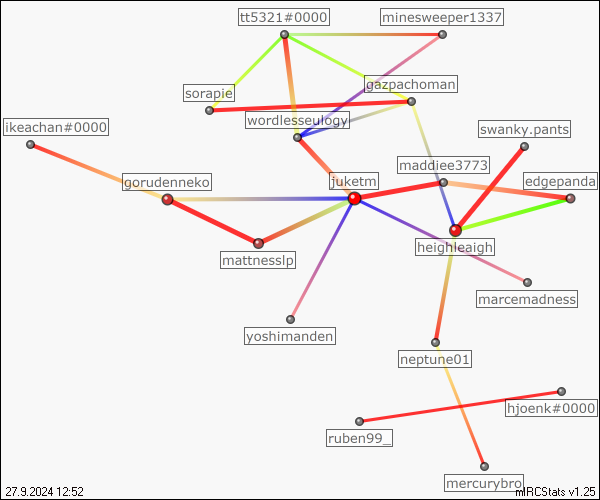 tt5321#0000
minesweeper1337
gazpachoman
sorapie
wordlesseulogy
ikeachan#0000
swanky.pants
maddiee3773
gorudenneko
juketm
edgepanda
heighleaigh
mattnesslp
marcemadness
yoshimanden
neptune01
hjoenk#0000
ruben99_
mercurybro
27.9.2024 12:52
mIRCStats v1.25